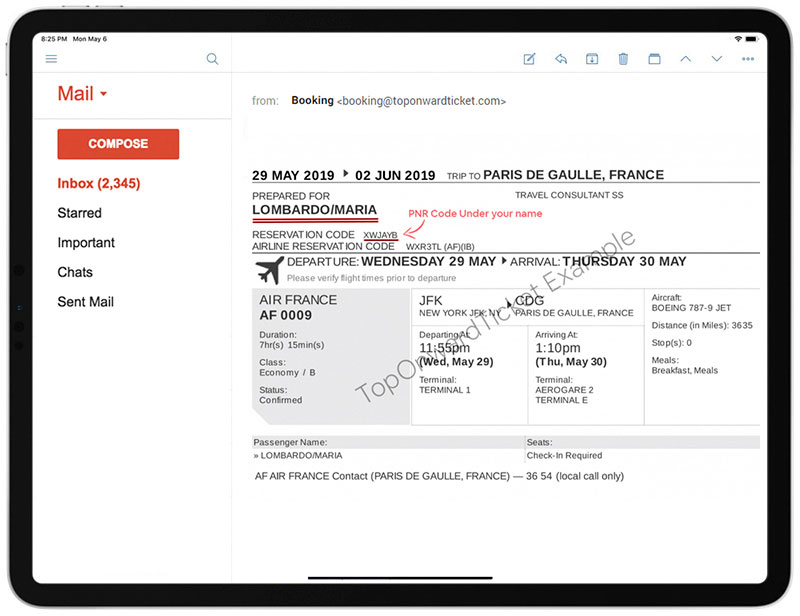 8:25 PM Mon May 6
Mail
from: Booking <booking@toponwardticket.com>
COMPOSE
Inbox (2,345)
Starred
Important
Chats
Sent Mail
29 MAY 2019 02 JUN 2019 TRIP TO PARIS DE GAULLE, FRANCE
PREPARED FOR TRAVEL CONSULTANT SS
LOMBARDO/MARIA
PNR Code Under your name
RESERVATION CODE XWJAYB
AIRLINE RESERVATION CODE WXR3TL (AF)(IB)
DEPARTURE: WEDNESDAY 29 MAY ARRIVAL: THURSDAY 30 MAY
Please verify flight times prior to departure
AIR FRANCE
AF 0009
Duration:
7hr(s) 15min(s)
Class:
Economy / B
Status:
Confirmed
JFK
NEW YORK JFK, NY
CDG
PARIS DE GAULLE, FRANCE
Departing At:
11:55pm
(Wed, May 29)
Terminal:
TERMINAL 1
Arriving At:
1:10pm
(Thu, May 30)
Terminal:
AEROGARE 2
TERMINAL E
Aircraft:
BOEING 787-9 JET
Distance (in Miles): 3635
Stop(s): 0
Meals:
Breakfast, Meals
TopOnwardTicket Example
Passenger Name: Seats:
» LOMBARDO/MARIA Check-In Required
AF AIR FRANCE Contact (PARIS DE GAULLE, FRANCE) — 36 54 (local call only)